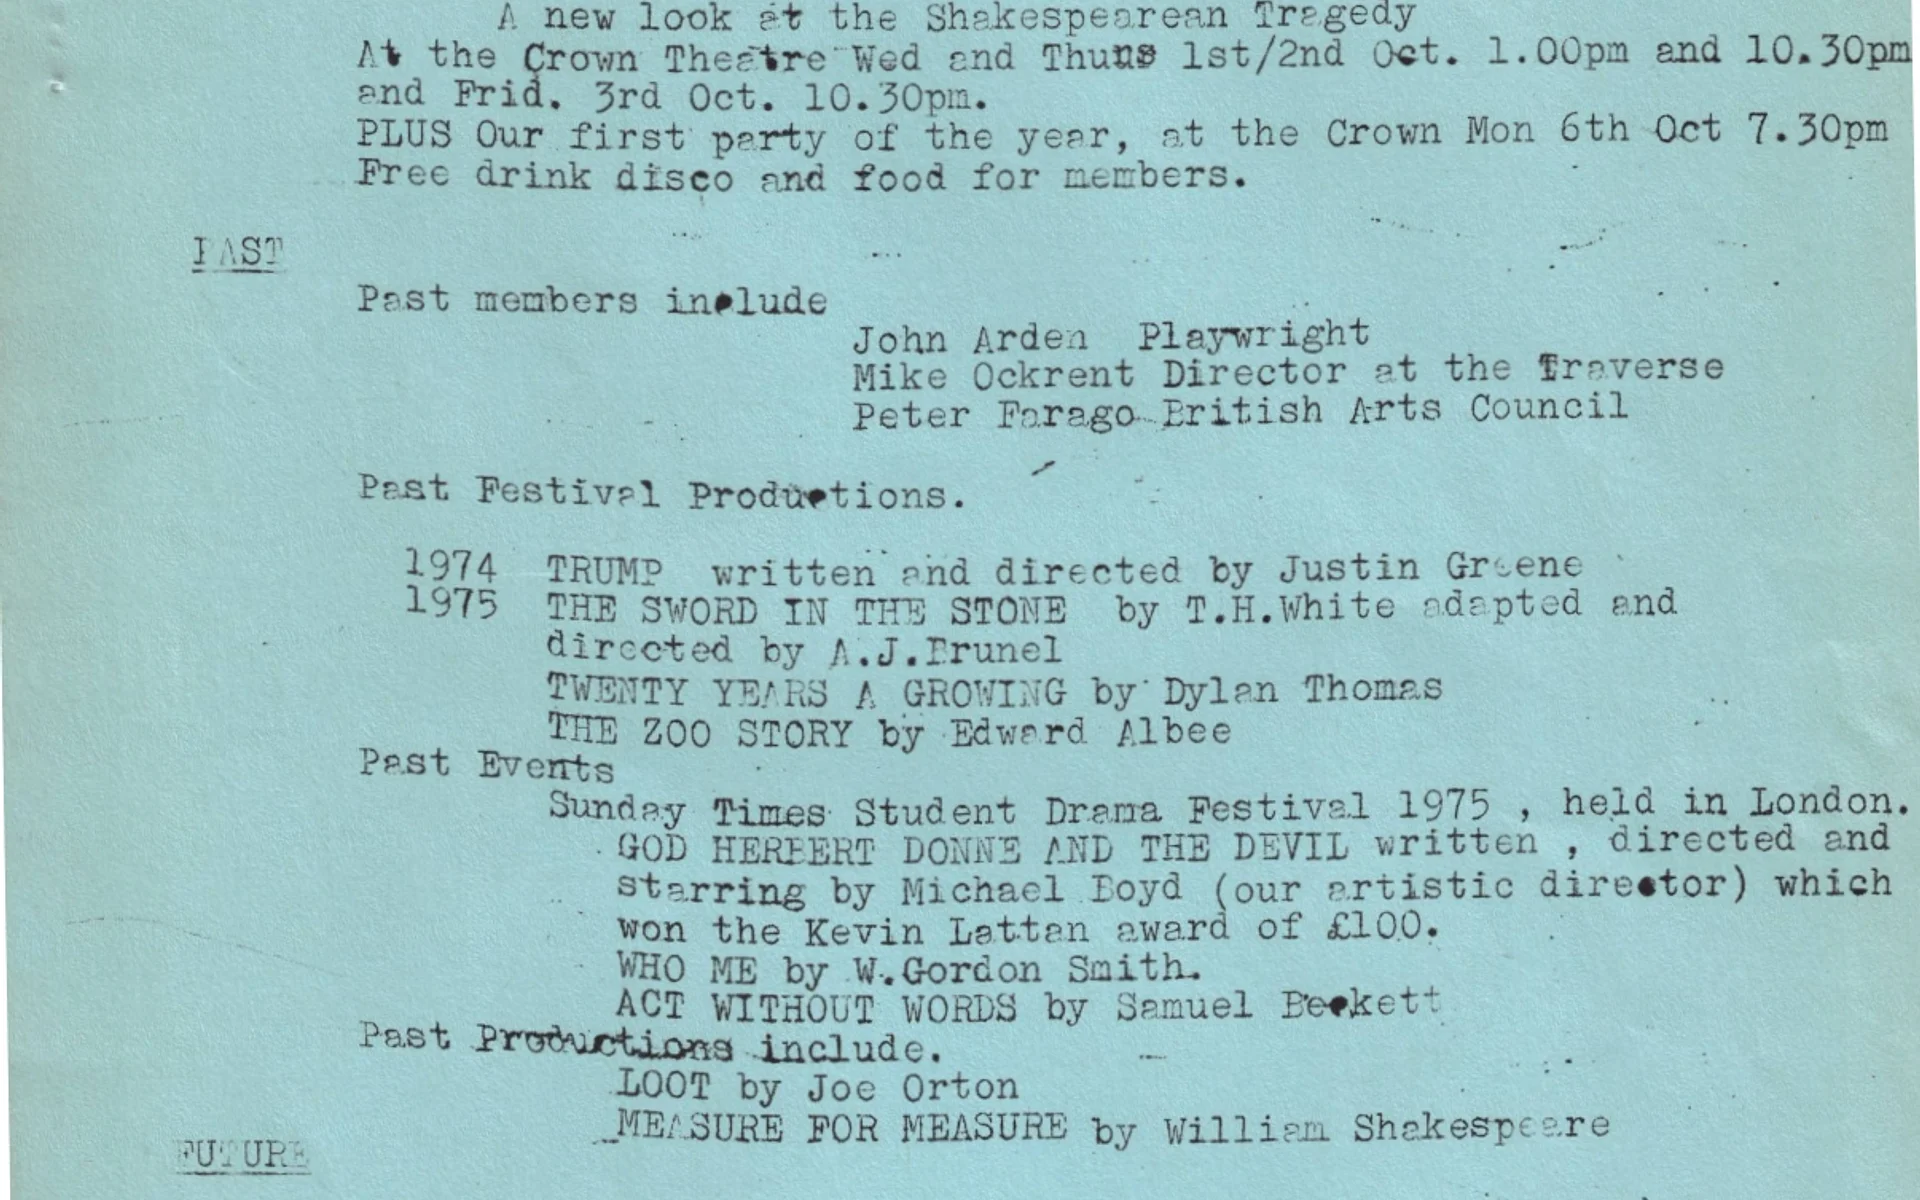 A new look at the Shakespearean Tragedy
At the Crown Theatre Wed and Thurs 1st/2nd Oct. 1.00pm and 10.30pm
and Frid. 3rd Oct. 10.30pm.
PLUS Our first party of the year, at the Crown Mon 6th Oct 7.30pm
Free drink disco and food for members.
PAST
Past members include
John Arden Playwright
Mike Ockrent Director at the Traverse
Peter Farago British Arts Council
Past Festival Productions.
1974 TRUMP written and directed by Justin Greene
1975 THE SWORD IN THE STONE by T.H.White adapted and
directed by A.J.Brunel
TWENTY YEARS A GROWING by Dylan Thomas
THE ZOO STORY by Edward Albee
Past Events
Sunday Times Student Drama Festival 1975 , held in London.
GOD HERBERT DONNE AND THE DEVIL written , directed and
starring by Michael Boyd (our artistic director) which
won the Kevin Lattan award of £100.
WHO ME by W.Gordon Smith.
ACT WITHOUT WORDS by Samuel Beckett
Past Productions include.
LOOT by Joe Orton
MEASURE FOR MEASURE by William Shakespeare
FUTURE